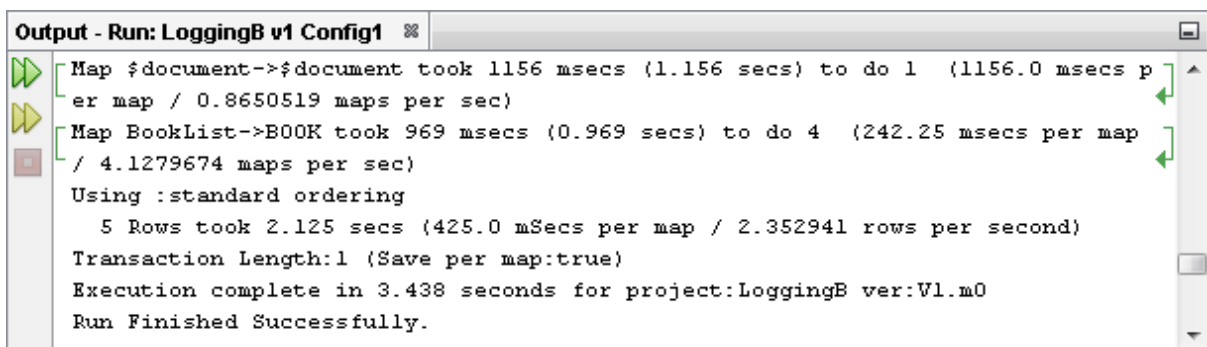 Output - Run: LoggingB v1 Config1
Map $document->$document took 1156 msecs (1.156 secs) to do 1  (1156.0 msecs p
er map / 0.8650519 maps per sec)
Map BookList->BOOK took 969 msecs (0.969 secs) to do 4  (242.25 msecs per map
/ 4.1279674 maps per sec)
Using :standard ordering
  5 Rows took 2.125 secs (425.0 mSecs per map / 2.352941 rows per second)
Transaction Length:1 (Save per map:true)
Execution complete in 3.438 seconds for project:LoggingB ver:V1.m0
Run Finished Successfully.